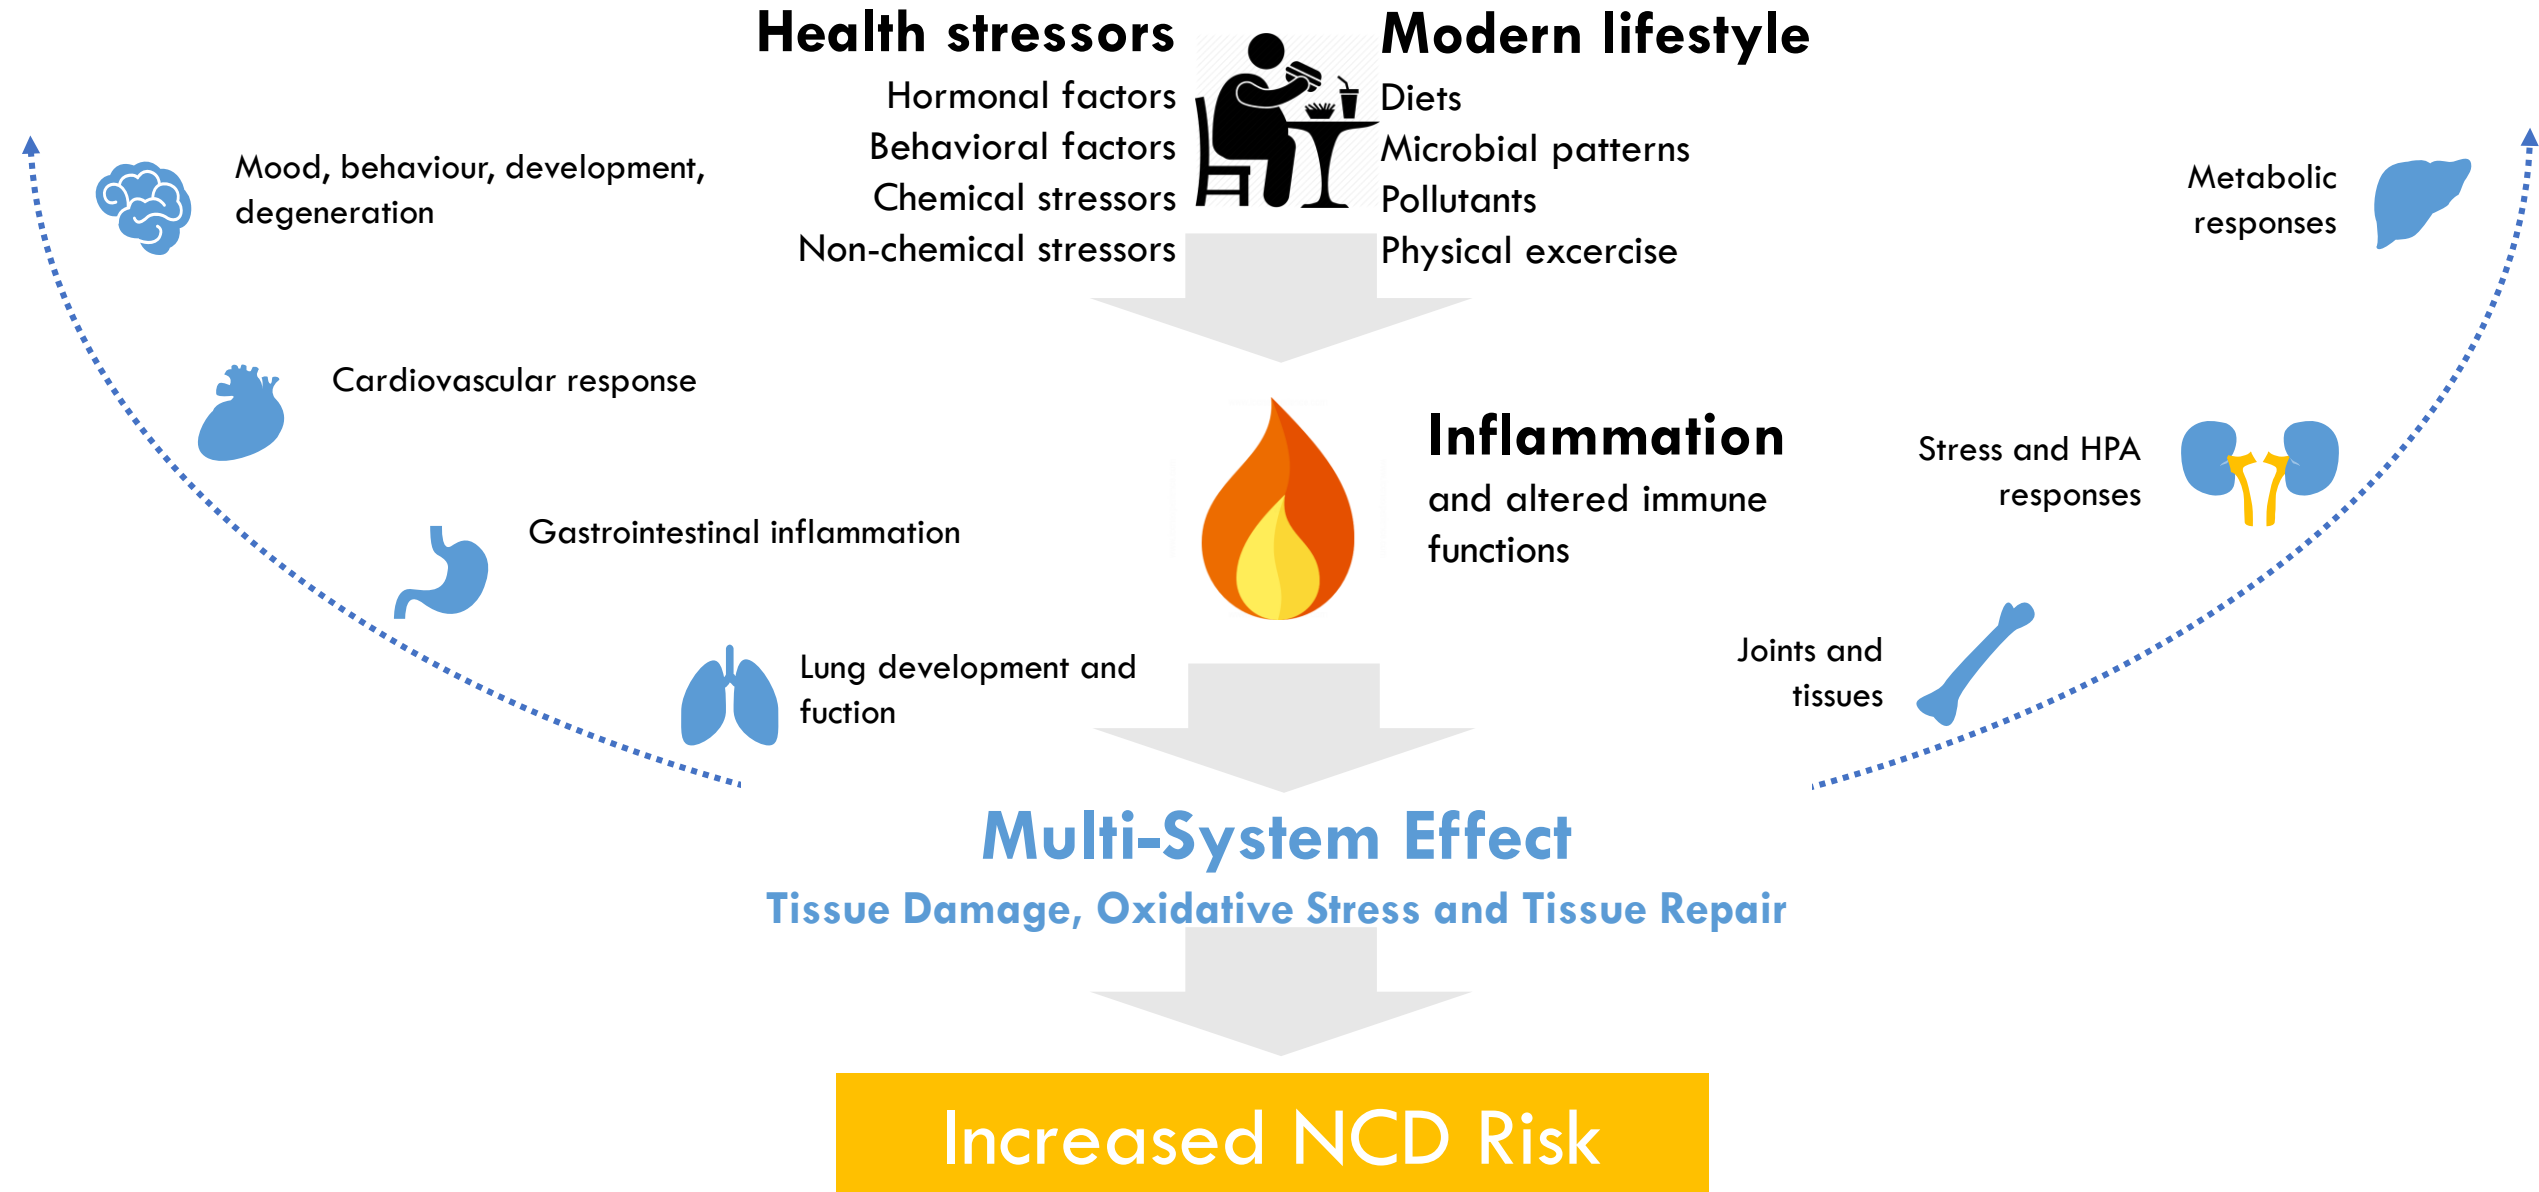 Health stressors
Hormonal factors
Behavioral factors
Chemical stressors
Non-chemical stressors
Modern lifestyle
Diets
Microbial patterns
Pollutants
Physical excercise
Mood, behaviour, development,
degeneration
Cardiovascular response
Gastrointestinal inflammation
Lung development and
fuction
Inflammation
and altered immune
functions
Metabolic
responses
Stress and HPA
responses
Joints and
tissues
Multi-System Effect
Tissue Damage, Oxidative Stress and Tissue Repair
Increased NCD Risk